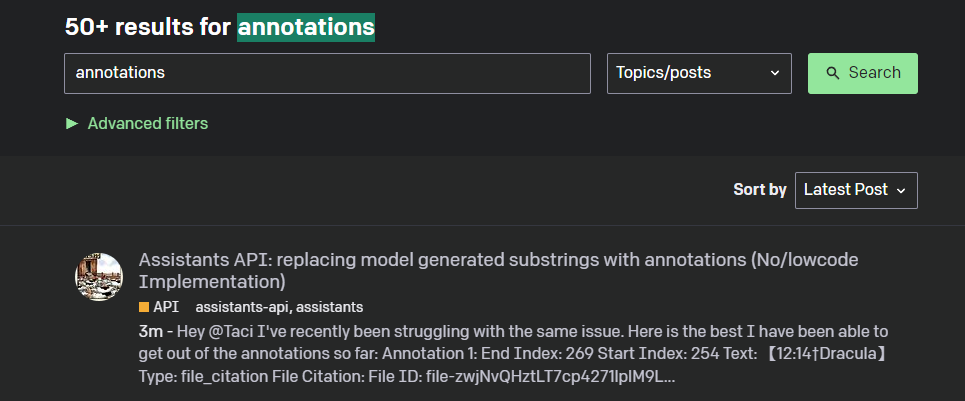 50+ results for annotations
annotations
Topics/posts
Search
Advanced filters
Sort by
Latest Post
Assistants API: replacing model generated substrings with annotations (No/lowcode
Implementation)
API assistants-api, assistants
3m - Hey @Taci I've recently been struggling with the same issue. Here is the best I have been able to
get out of the annotations so far: Annotation 1: End Index: 269 Start Index: 254 Text: 【12:14†Dracula】
Type: file_citation File Citation: File ID: file-zwjNvQHztLT7cp4271lplM9L...